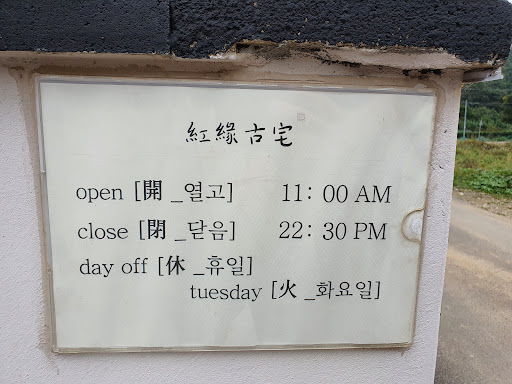 紅緣古宅
open [開 _열고] 11: 00 AM
close [閉 _닫음] 22: 30 PM
day off [休 _휴일]
tuesday [火 _화요일]